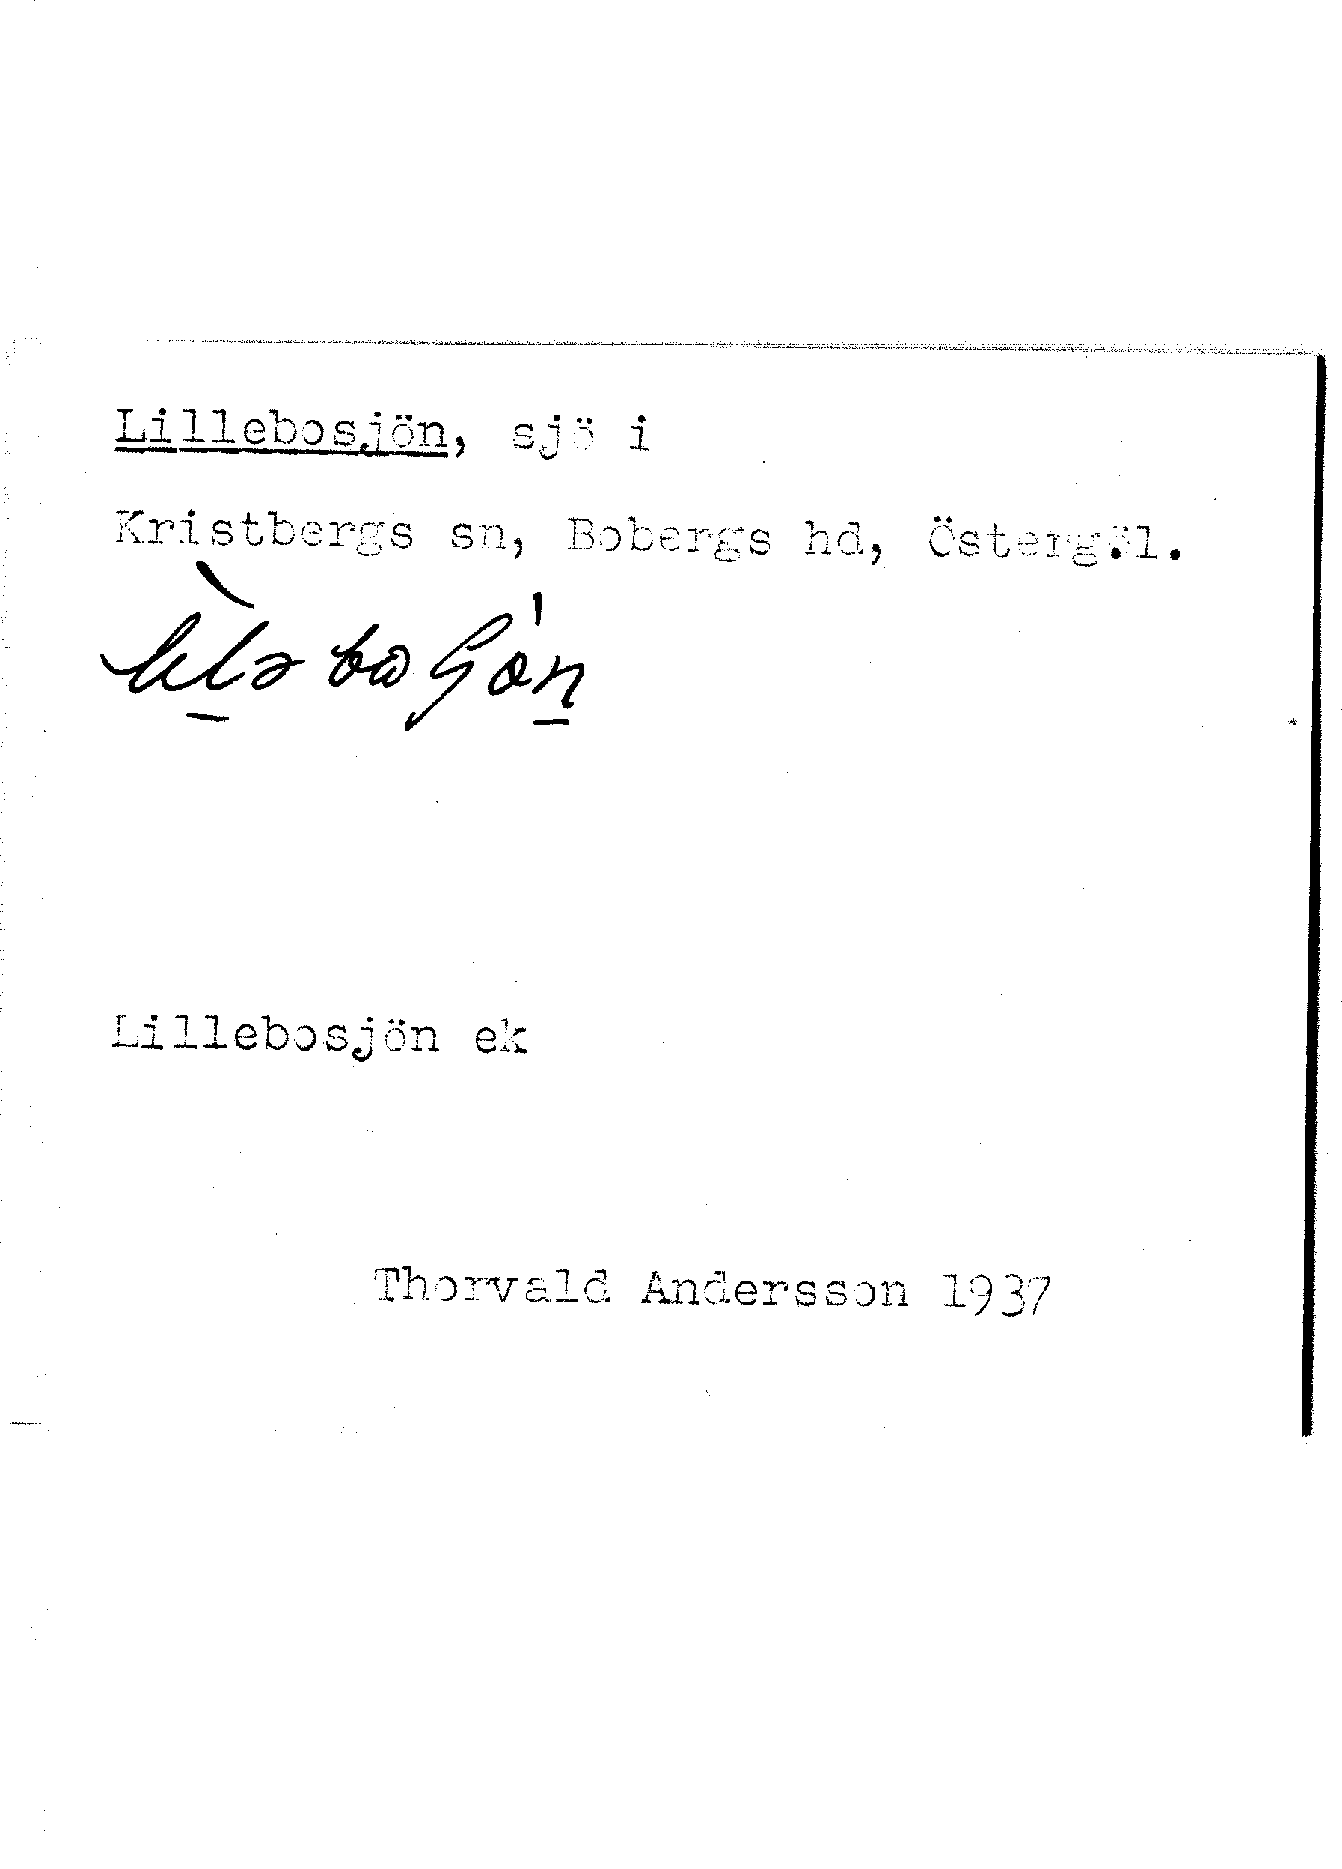 Lillebosjön, sjö i
Kristbergs sn, Bobergs hd, Östergöl.
Lillebosjön ek
Thorvald Andersson 1937